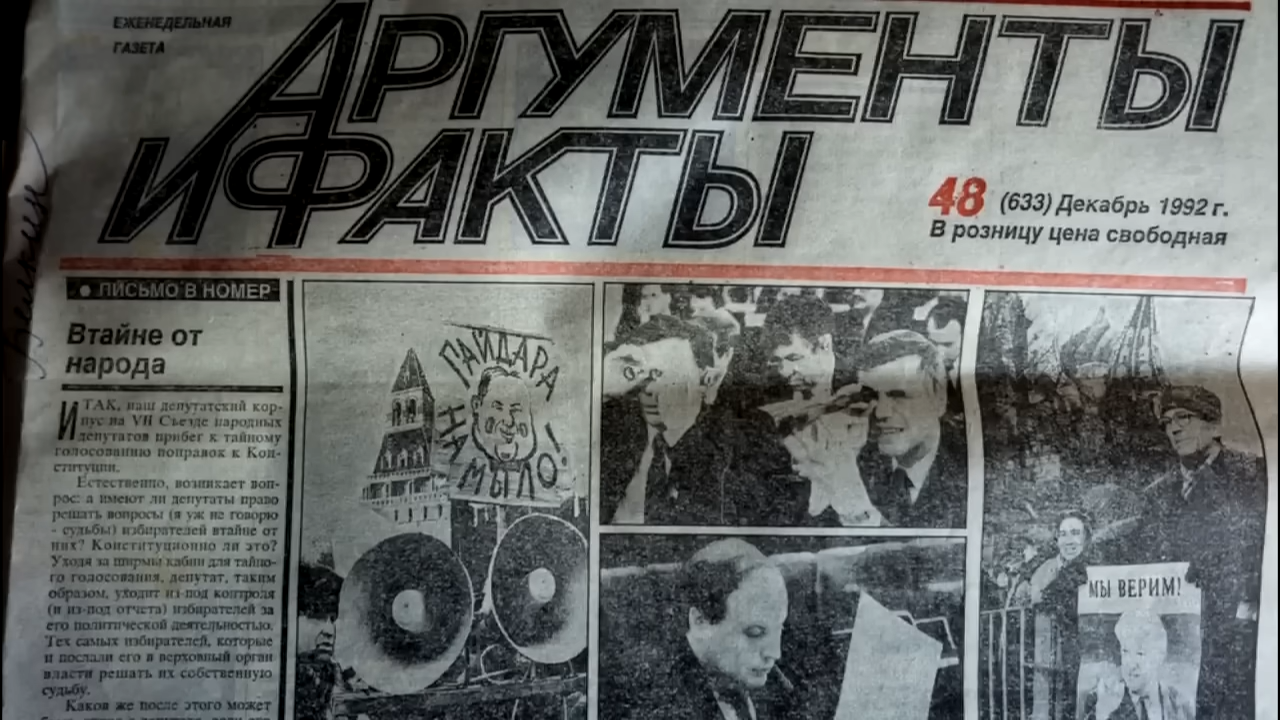 ЕЖЕНЕДЕЛЬНАЯ
ГАЗЕТА
АРГУМЕНТЫ
И ФАКТЫ
48 (633) Декабрь 1992 г.
В розницу цена свободная
ПИСЬМО В НОМЕР
Втайне от
народа
ИТАК, наш депутатский кор-
пус на VII Съезде народных
депутатов прибег к тайному
голосованию поправок к Кон-
ституции.
Естественно, возникает воп-
рос: а имеют ли депутаты право
решать вопросы (я уж не говорю
- судьбы) избирателей втайне от
них? Конституционно ли это?
Уходя за ширмы кабин для тайно-
го голосования, депутат, таким
образом, уходит из-под контроля
(и из-под отчета) избирателей за
его политической деятельностью.
Тех самых избирателей, которые
и послали его в верховный орган
власти решать их собственную
судьбу.
Каков же после этого может
ГАЙДАРА
НА МЫЛО!
МЫ ВЕРИМ!